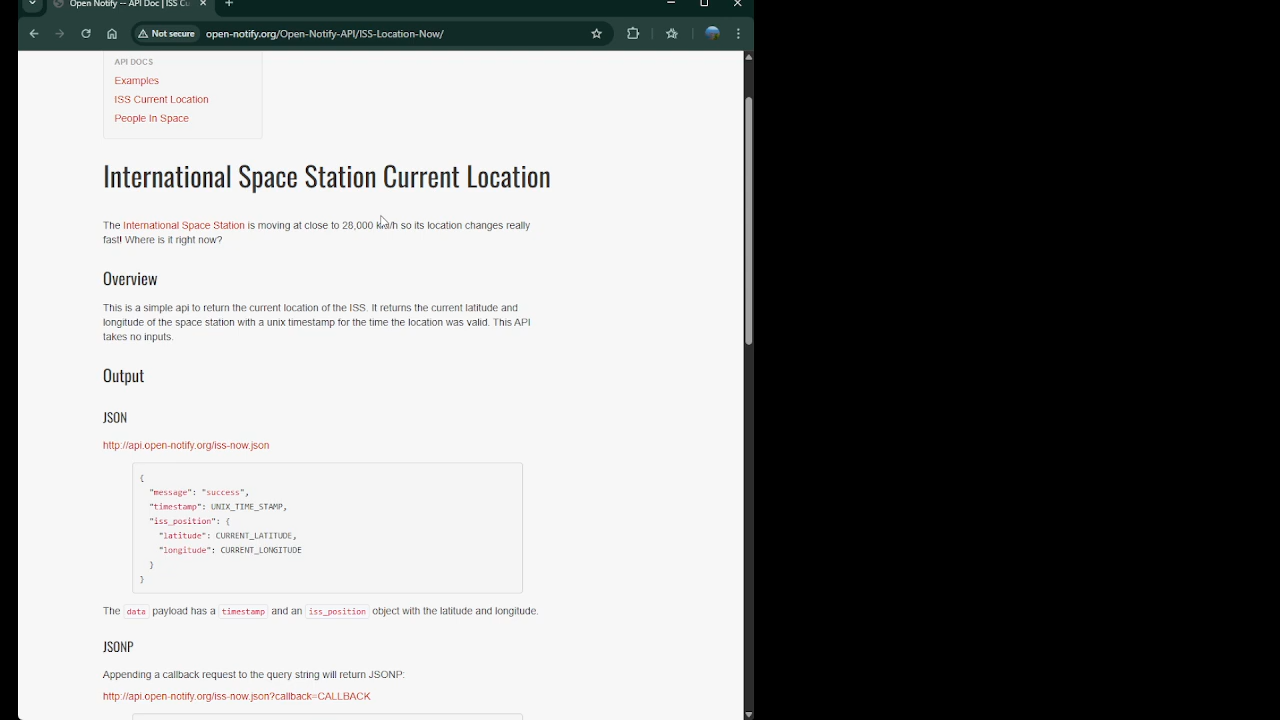 Open Notify -- API Doc | ISS Cu
Not secure open-notify.org/Open-Notify-API/ISS-Location-Now/
API DOCS
Examples
ISS Current Location
People In Space
International Space Station Current Location
The International Space Station is moving at close to 28,000 km/h so its location changes really
fast! Where is it right now?
Overview
This is a simple api to return the current location of the ISS. It returns the current latitude and
longitude of the space station with a unix timestamp for the time the location was valid. This API
takes no inputs.
Output
JSON
http://api.open-notify.org/iss-now.json
{
"message": "success",
"timestamp": UNIX_TIME_STAMP,
"iss_position": {
"latitude": CURRENT_LATITUDE,
"longitude": CURRENT_LONGITUDE
}
}
The data payload has a timestamp and an iss_position object with the latitude and longitude.
JSONP
Appending a callback request to the query string will return JSONP:
http://api.open-notify.org/iss-now.json?callback=CALLBACK